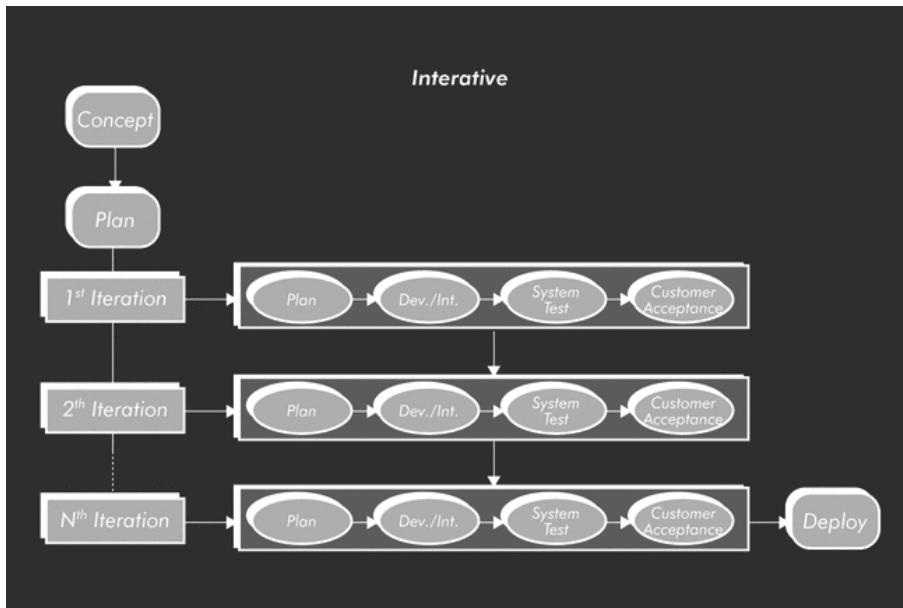 Interative
Concept
Plan
1st Iteration
Plan
Dev./Int.
System
Test
Customer
Acceptance
2th Iteration
Plan
Dev./Int.
System
Test
Customer
Acceptance
Nth Iteration
Plan
Dev./Int.
System
Test
Customer
Acceptance
Deploy